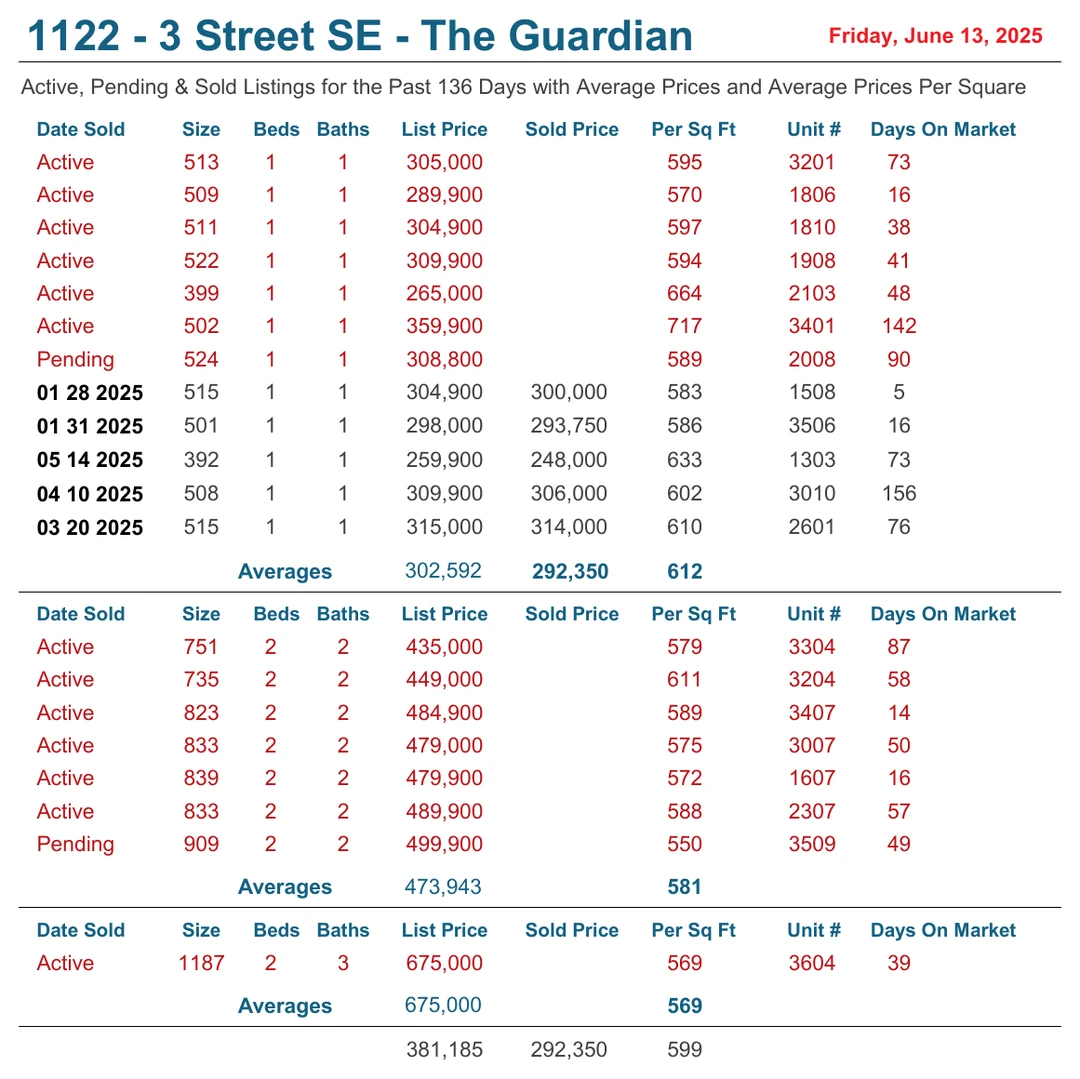 1122 - 3 Street SE - The Guardian Friday, June 13, 2025
Active, Pending & Sold Listings for the Past 136 Days with Average Prices and Average Prices Per Square
Date Sold Size Beds Baths List Price Sold Price Per Sq Ft Unit # Days On Market
Active 513 1 1 305,000 595 3201 73
Active 509 1 1 289,900 570 1806 16
Active 511 1 1 304,900 597 1810 38
Active 522 1 1 309,900 594 1908 41
Active 399 1 1 265,000 664 2103 48
Active 502 1 1 359,900 717 3401 142
Pending 524 1 1 308,800 589 2008 90
01 28 2025 515 1 1 304,900 300,000 583 1508 5
01 31 2025 501 1 1 298,000 293,750 586 3506 16
05 14 2025 392 1 1 259,900 248,000 633 1303 73
04 10 2025 508 1 1 309,900 306,000 602 3010 156
03 20 2025 515 1 1 315,000 314,000 610 2601 76
Averages 302,592 292,350 612
Date Sold Size Beds Baths List Price Sold Price Per Sq Ft Unit # Days On Market
Active 751 2 2 435,000 579 3304 87
Active 735 2 2 449,000 611 3204 58
Active 823 2 2 484,900 589 3407 14
Active 833 2 2 479,000 575 3007 50
Active 839 2 2 479,900 572 1607 16
Active 833 2 2 489,900 588 2307 57
Pending 909 2 2 499,900 550 3509 49
Averages 473,943 581
Date Sold Size Beds Baths List Price Sold Price Per Sq Ft Unit # Days On Market
Active 1187 2 3 675,000 569 3604 39
Averages 675,000 569
381,185 292,350 599